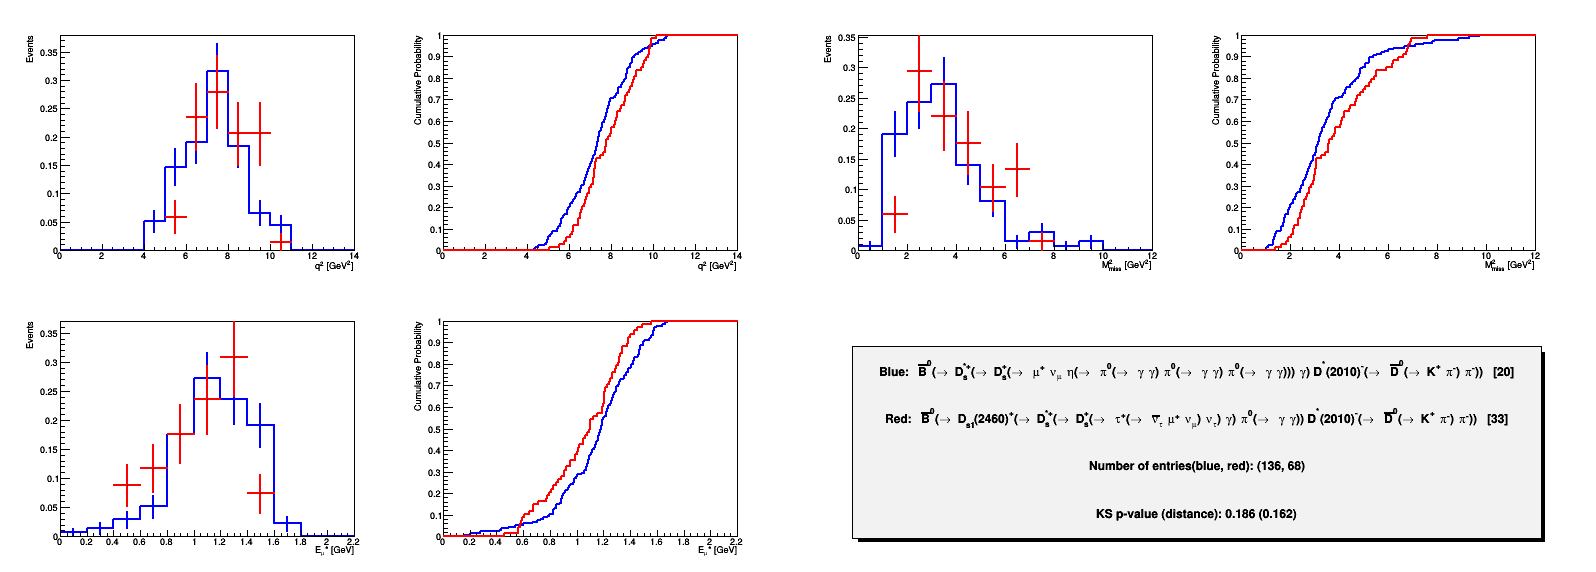 Events
0.35
0.3
0.25
0.2
0.15
0.1
0.05
0
0 2 4 6 8 10 12 14
q² [GeV²]
Cumulative Probability
1
0.9
0.8
0.7
0.6
0.5
0.4
0.3
0.2
0.1
0
0 2 4 6 8 10 12 14
q² [GeV²]
Events
0.35
0.3
0.25
0.2
0.15
0.1
0.05
0
0 2 4 6 8 10 12
M²miss [GeV²]
Cumulative Probability
1
0.9
0.8
0.7
0.6
0.5
0.4
0.3
0.2
0.1
0
0 2 4 6 8 10 12
M²miss [GeV²]
Events
0.35
0.3
0.25
0.2
0.15
0.1
0.05
0
0 0.2 0.4 0.6 0.8 1 1.2 1.4 1.6 1.8 2 2.2
Eμ* [GeV]
Cumulative Probability
1
0.9
0.8
0.7
0.6
0.5
0.4
0.3
0.2
0.1
0
0 0.2 0.4 0.6 0.8 1 1.2 1.4 1.6 1.8 2 2.2
Eμ* [GeV]
Blue: B̅⁰(→ Dₛ*⁺(→ Dₛ⁺(→ μ⁺ νμ η(→ π⁰(→ γ γ) π⁰(→ γ γ) π⁰(→ γ γ))) γ) D*(2010)⁻(→ D̅⁰(→ K⁺ π⁻) π⁻)) [20]
Red: B̅⁰(→ Dₛ₁(2460)⁺(→ Dₛ*⁺(→ Dₛ⁺(→ τ⁺(→ ν̅τ μ⁺ νμ) ντ) γ) π⁰(→ γ γ)) D*(2010)⁻(→ D̅⁰(→ K⁺ π⁻) π⁻)) [33]
Number of entries(blue, red): (136, 68)
KS p-value (distance): 0.186 (0.162)